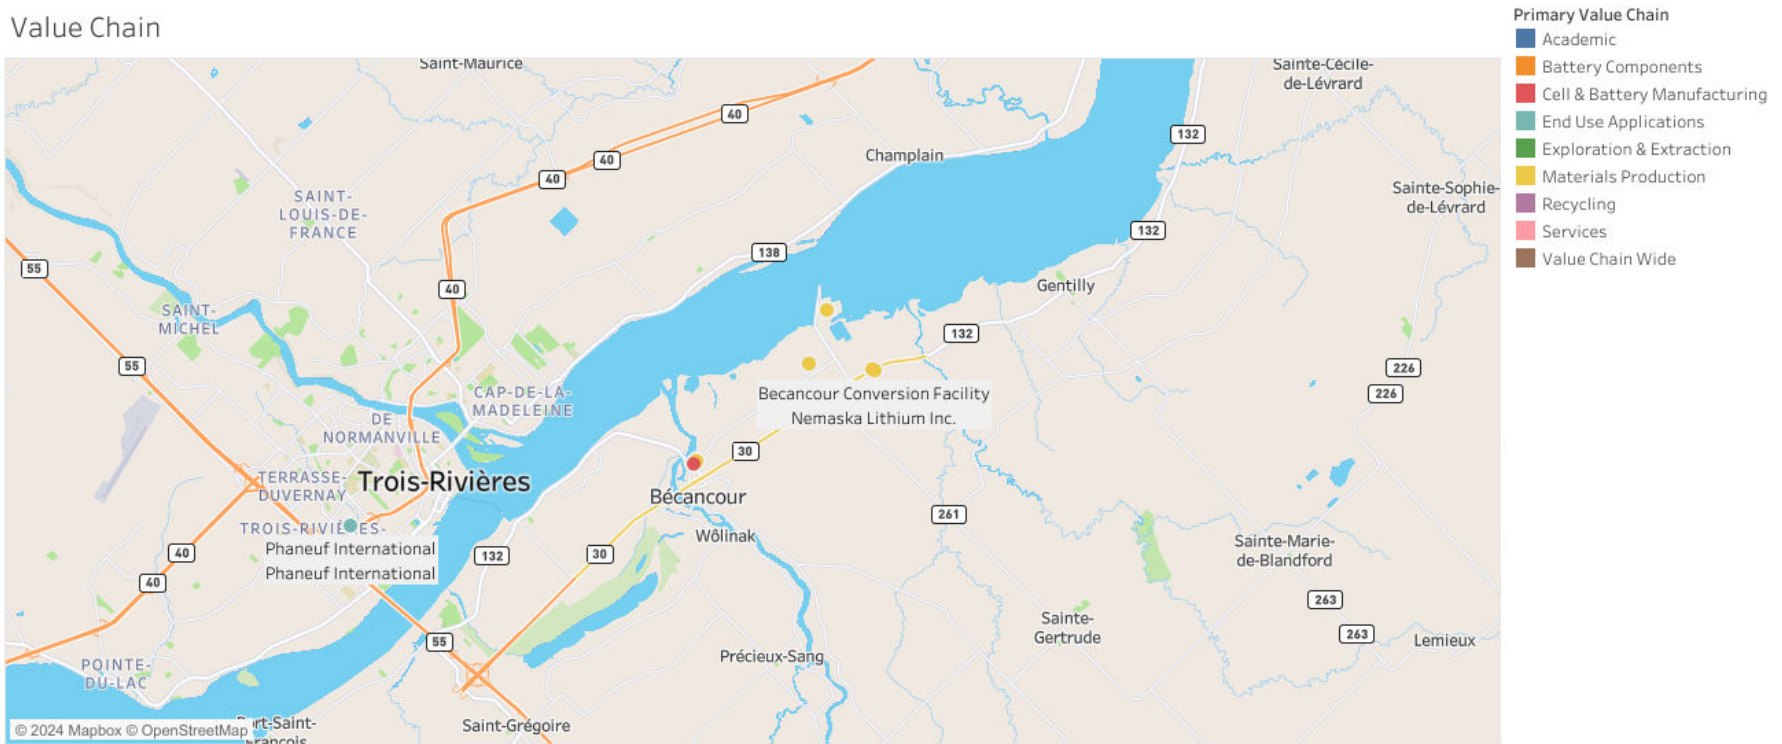 Value Chain
Primary Value Chain
Academic
Battery Components
Cell & Battery Manufacturing
End Use Applications
Exploration & Extraction
Materials Production
Recycling
Services
Value Chain Wide
Saint-Maurice
Sainte-Cécile-
de-Lévrard
40
132
40
Champlain
40
Sainte-Sophie-
de-Lévrard
SAINT-
LOUIS-DE-
FRANCE
132
138
55
40
Gentilly
SAINT-
MICHEL
132
55
226
226
Becancour Conversion Facility
Nemaska Lithium Inc.
CAP-DE-LA-
MADELEINE
DE
NORMANVILLE
30
TERRASSE-
DUVERNAY
Trois-Rivières
Bécancour
261
TROIS-RIVIÈRES-
Phaneuf International
Phaneuf International
Wôlinak
40
132
30
Sainte-Marie-
de-Blandford
40
263
Sainte-
Gertrude
263
Lemieux
55
Précieux-Sang
POINTE-
DU-LAC
Saint-Grégoire
© 2024 Mapbox © OpenStreetMap
Port-Saint-
François